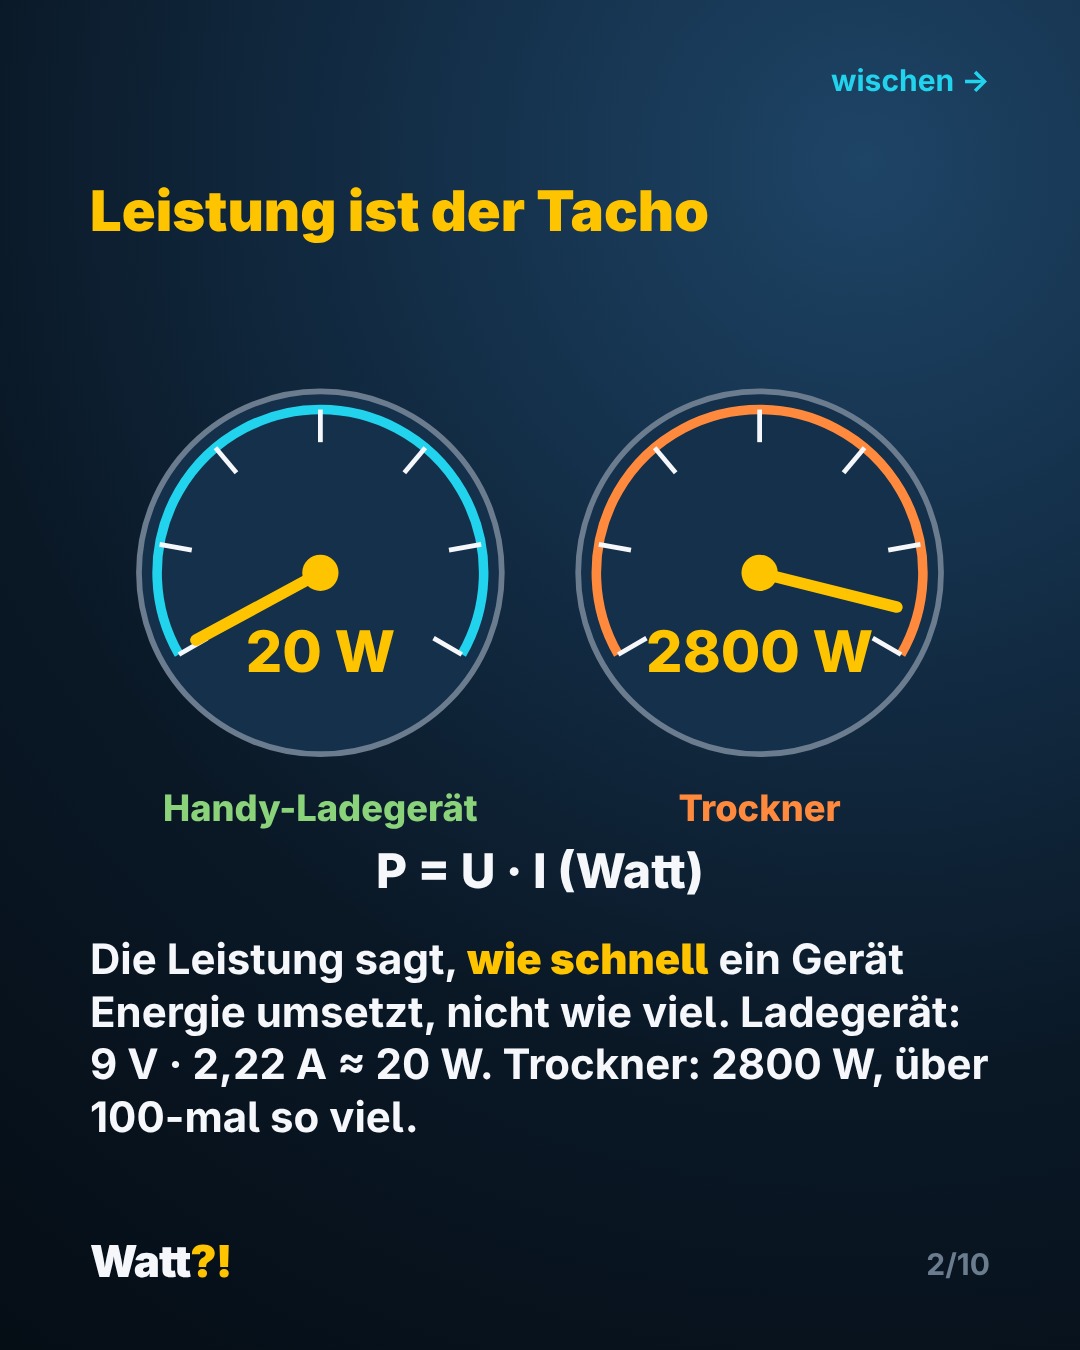 wischen →
Leistung ist der Tacho
20 W
2800 W
Handy-Ladegerät
Trockner
P = U · I (Watt)
Die Leistung sagt, wie schnell ein Gerät
Energie umsetzt, nicht wie viel. Ladegerät:
9 V · 2,22 A ≈ 20 W. Trockner: 2800 W, über
100-mal so viel.
Watt?!
2/10